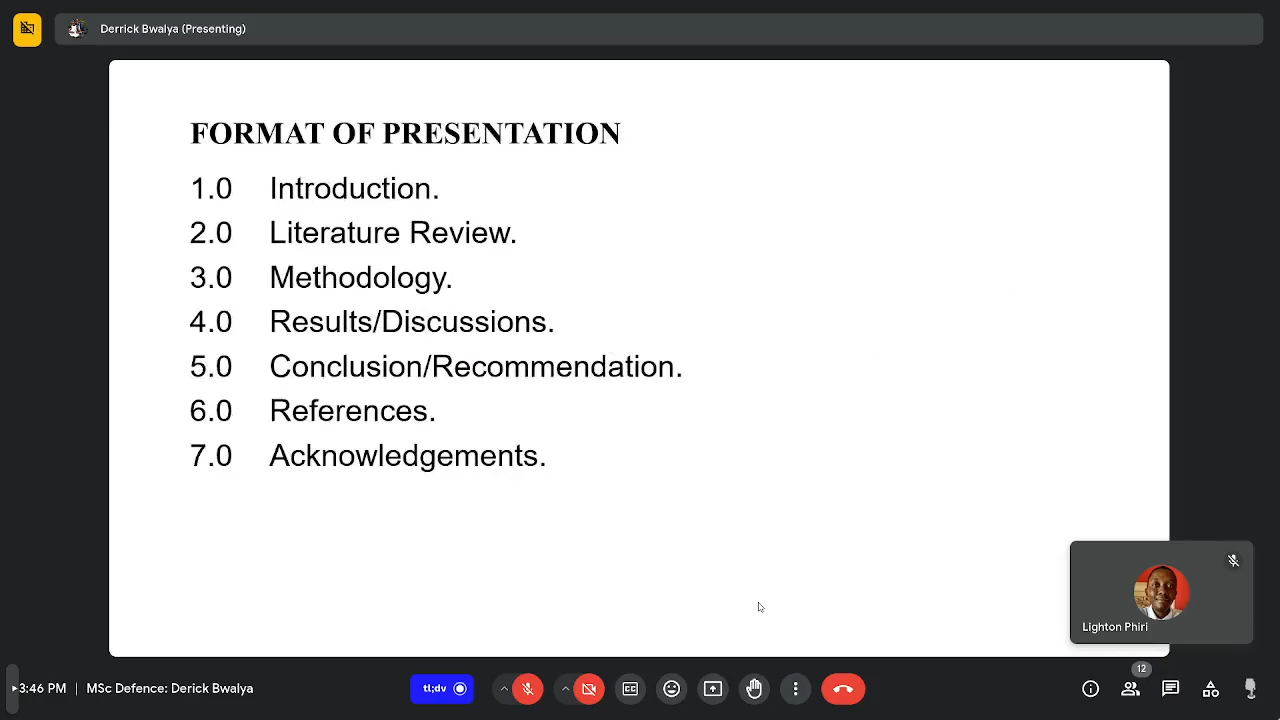 Derrick Bwalya (Presenting)
FORMAT OF PRESENTATION
1.0 Introduction.
2.0 Literature Review.
3.0 Methodology.
4.0 Results/Discussions.
5.0 Conclusion/Recommendation.
6.0 References.
7.0 Acknowledgements.
Lighton Phiri
12
3:46 PM | MSc Defence: Derick Bwalya
tl;dv
CC